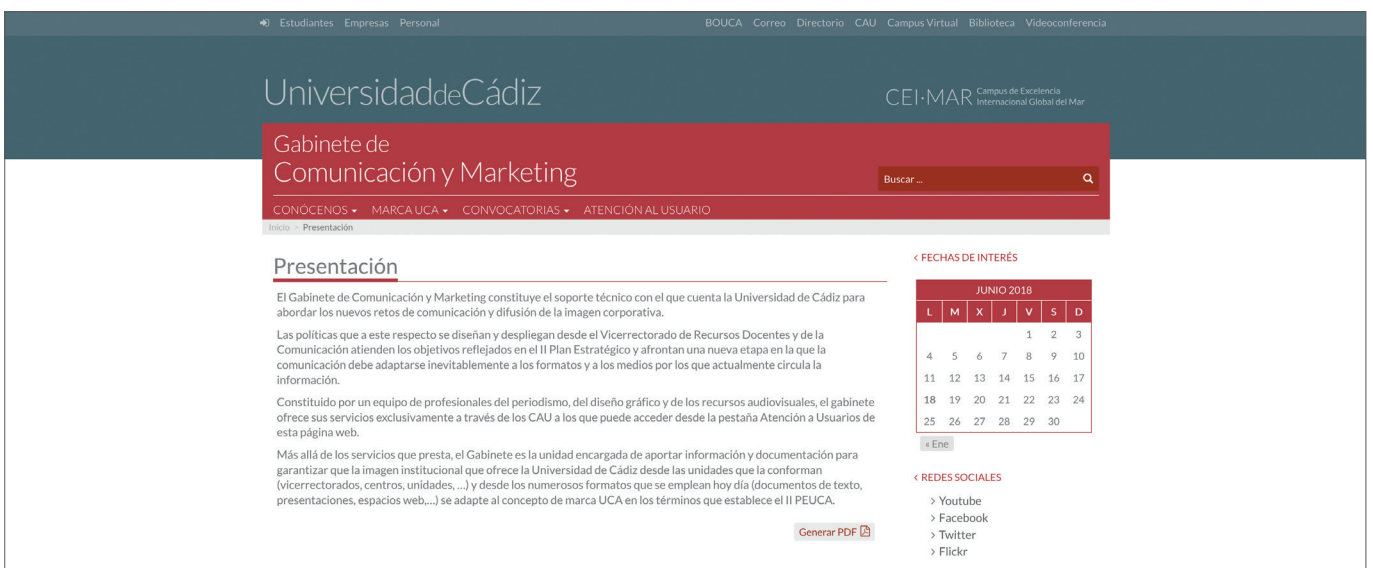 Estudiantes Empresas Personal
BOUCA Correo Directorio CAU Campus Virtual Biblioteca Videoconferencia
UniversidaddeCádiz
CEI·MAR Campus de Excelencia
Internacional Global del Mar
Gabinete de
Comunicación y Marketing
Buscar ...
CONÓCENOS MARCA UCA CONVOCATORIAS ATENCIÓN AL USUARIO
Inicio > Presentación
Presentación
El Gabinete de Comunicación y Marketing constituye el soporte técnico con el que cuenta la Universidad de Cádiz para
abordar los nuevos retos de comunicación y difusión de la imagen corporativa.
Las políticas que a este respecto se diseñan y despliegan desde el Vicerrectorado de Recursos Docentes y de la
Comunicación atienden los objetivos reflejados en el II Plan Estratégico y afrontan una nueva etapa en la que la
comunicación debe adaptarse inevitablemente a los formatos y a los medios por los que actualmente circula la
información.
Constituido por un equipo de profesionales del periodismo, del diseño gráfico y de los recursos audiovisuales, el gabinete
ofrece sus servicios exclusivamente a través de los CAU a los que puede acceder desde la pestaña Atención a Usuarios de
esta página web.
Más allá de los servicios que presta, el Gabinete es la unidad encargada de aportar información y documentación para
garantizar que la imagen institucional que ofrece la Universidad de Cádiz desde las unidades que la conforman
(vicerrectorados, centros, unidades, ...) y desde los numerosos formatos que se emplean hoy día (documentos de texto,
presentaciones, espacios web,...) se adapte al concepto de marca UCA en los términos que establece el II PEUCA.
Generar PDF
< FECHAS DE INTERÉS
JUNIO 2018
L M X J V S D
1 2 3
4 5 6 7 8 9 10
11 12 13 14 15 16 17
18 19 20 21 22 23 24
25 26 27 28 29 30
« Ene
< REDES SOCIALES
> Youtube
> Facebook
> Twitter
> Flickr